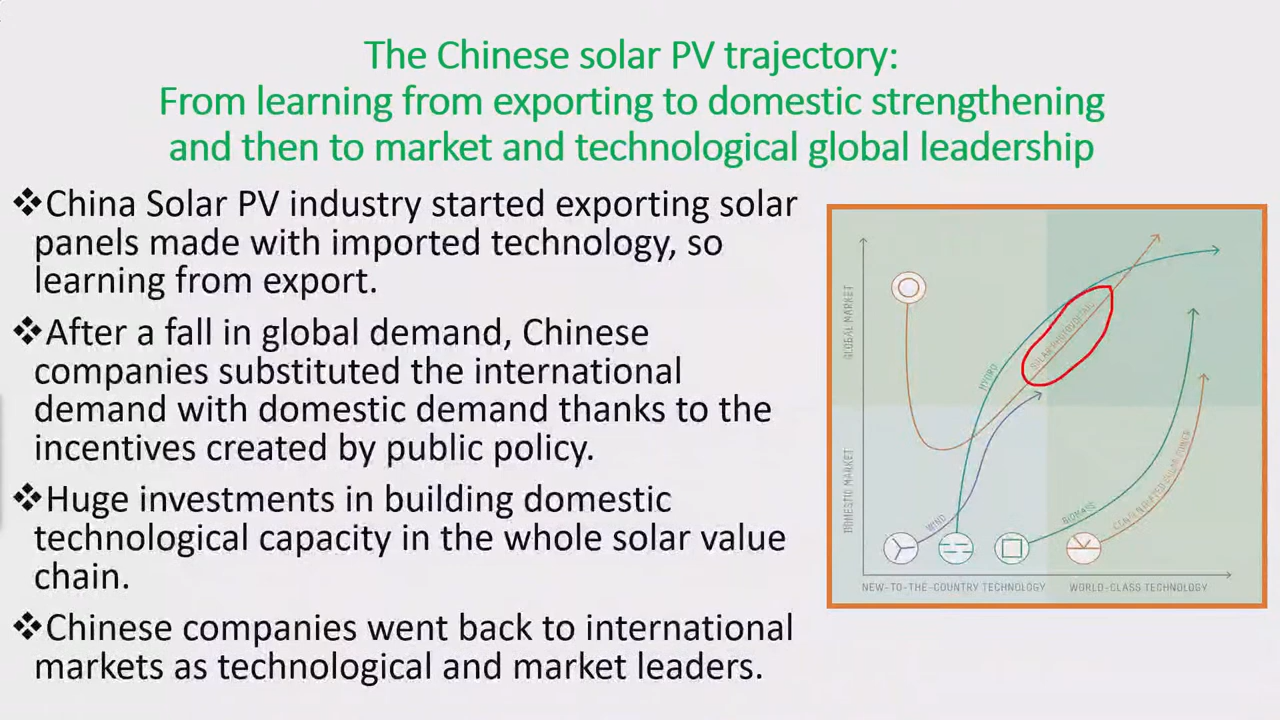 The Chinese solar PV trajectory:
From learning from exporting to domestic strengthening
and then to market and technological global leadership
❖China Solar PV industry started exporting solar
panels made with imported technology, so
learning from export.
❖After a fall in global demand, Chinese
companies substituted the international
demand with domestic demand thanks to the
incentives created by public policy.
❖Huge investments in building domestic
technological capacity in the whole solar value
chain.
❖Chinese companies went back to international
markets as technological and market leaders.
GLOBAL MARKET
DOMESTIC MARKET
HYDRO
SOLAR PHOTOVOLTAIC
WIND
BIOMASS
CONCENTRATED SOLAR POWER
NEW-TO-THE-COUNTRY TECHNOLOGY
WORLD-CLASS TECHNOLOGY